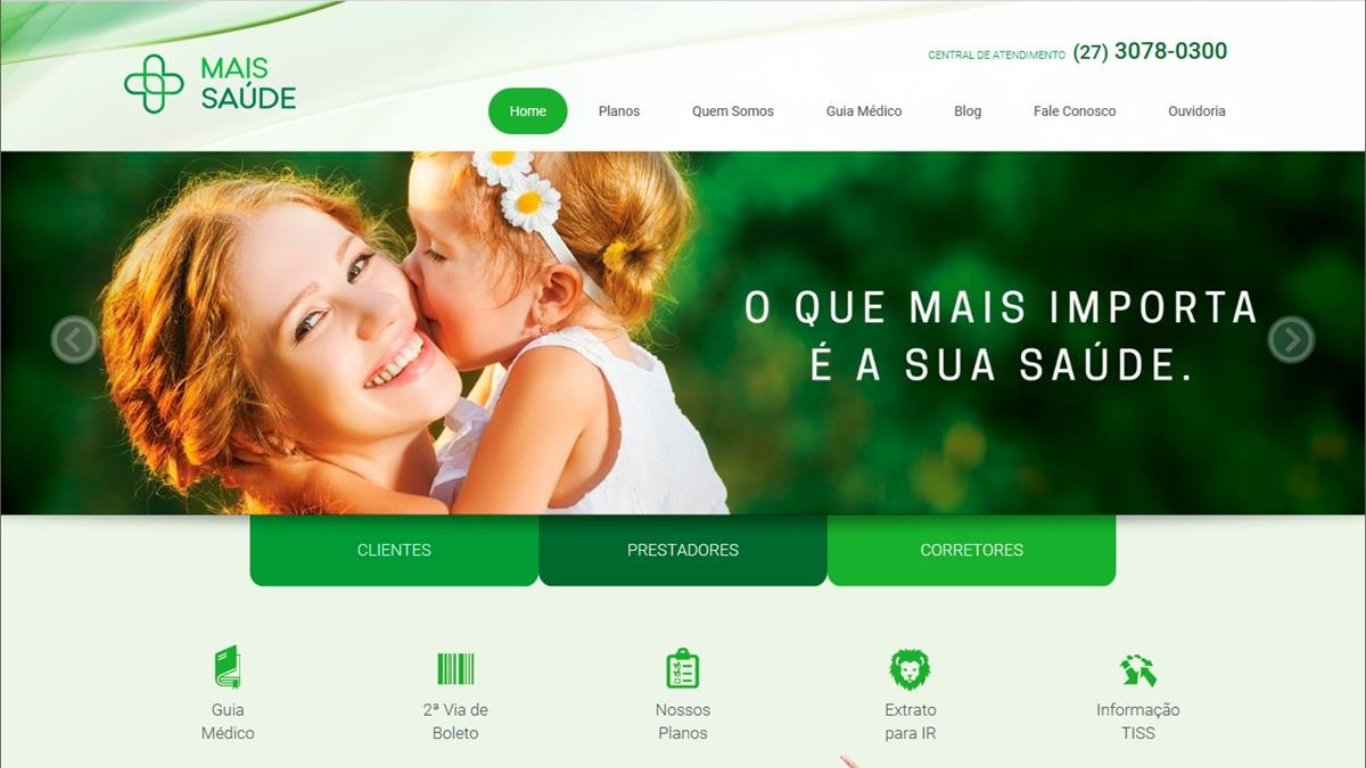 MAIS
SAÚDE
CENTRAL DE ATENDIMENTO (27) 3078-0300
Home Planos Quem Somos Guia Médico Blog Fale Conosco Ouvidoria
O QUE MAIS IMPORTA
É A SUA SAÚDE.
CLIENTES PRESTADORES CORRETORES
Guia
Médico
2ª Via de
Boleto
Nossos
Planos
Extrato
para IR
Informação
TISS